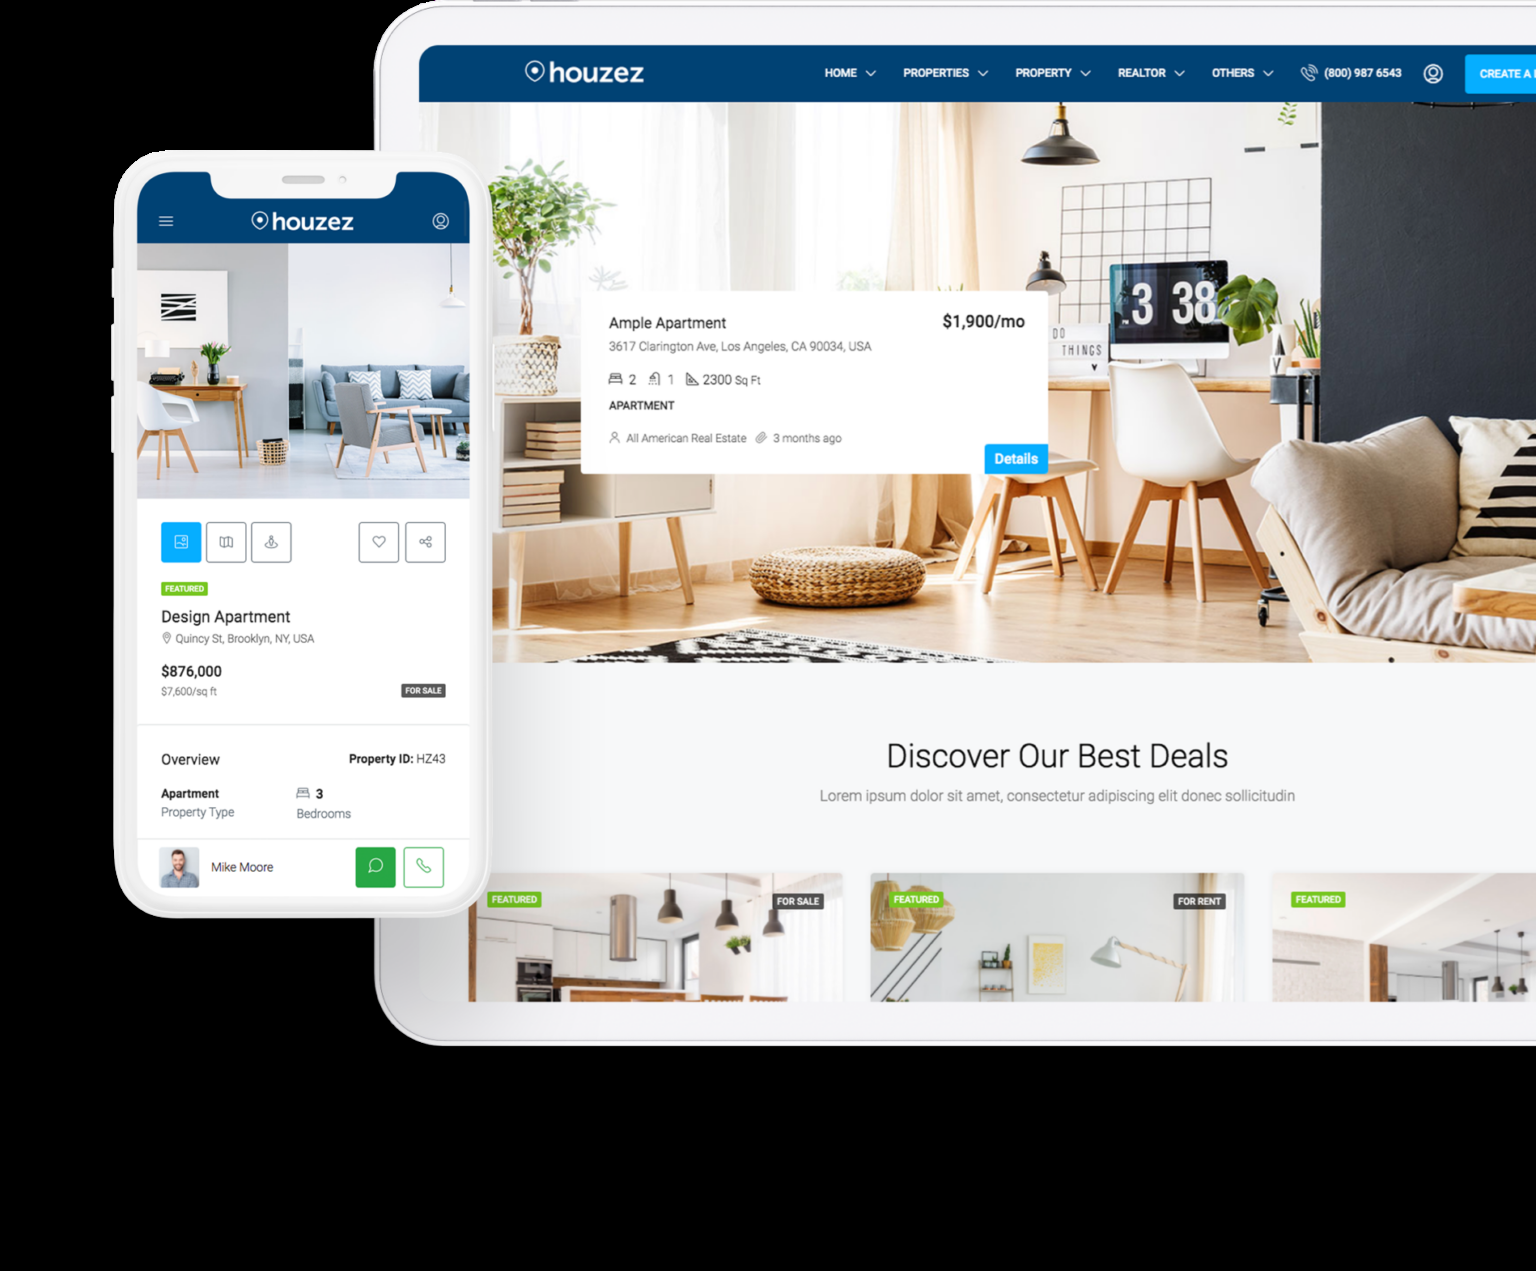 houzez
HOME PROPERTIES PROPERTY REALTOR OTHERS (800) 987 6543 CREATE A
Ample Apartment $1,900/mo
3617 Clarington Ave, Los Angeles, CA 90034, USA
2 1 2300 Sq Ft
APARTMENT
All American Real Estate 3 months ago
Details
3 38
DO
THINGS
Discover Our Best Deals
Lorem ipsum dolor sit amet, consectetur adipiscing elit donec sollicitudin
FEATURED FOR SALE
FEATURED FOR RENT
FEATURED
houzez
FEATURED
Design Apartment
Quincy St, Brooklyn, NY, USA
$876,000
$7,600/sq ft
FOR SALE
Overview Property ID: HZ43
Apartment 3
Property Type Bedrooms
Mike Moore